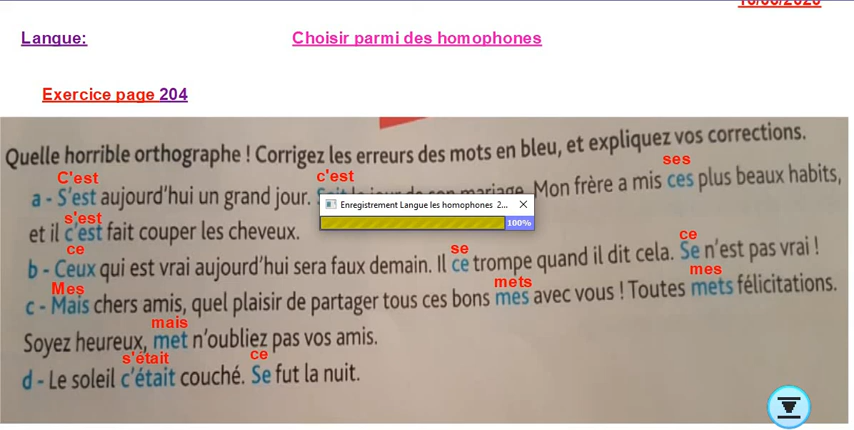 Langue: Choisir parmi des homophones
Exercice page 204
Quelle horrible orthographe ! Corrigez les erreurs des mots en bleu, et expliquez vos corrections.
C'est c'est ses
a - S'est aujourd'hui un grand jour. mariage. Mon frère a mis ces plus beaux habits,
Enregistrement Langue les homophones 2...
100%
s'est
et il c'est fait couper les cheveux.
ce se ce
b - Ceux qui est vrai aujourd'hui sera faux demain. Il ce trompe quand il dit cela. Se n'est pas vrai !
Mes mets mes
c - Mais chers amis, quel plaisir de partager tous ces bons mes avec vous ! Toutes mets félicitations.
mais
Soyez heureux, met n'oubliez pas vos amis.
s'était ce
d - Le soleil c'était couché. Se fut la nuit.